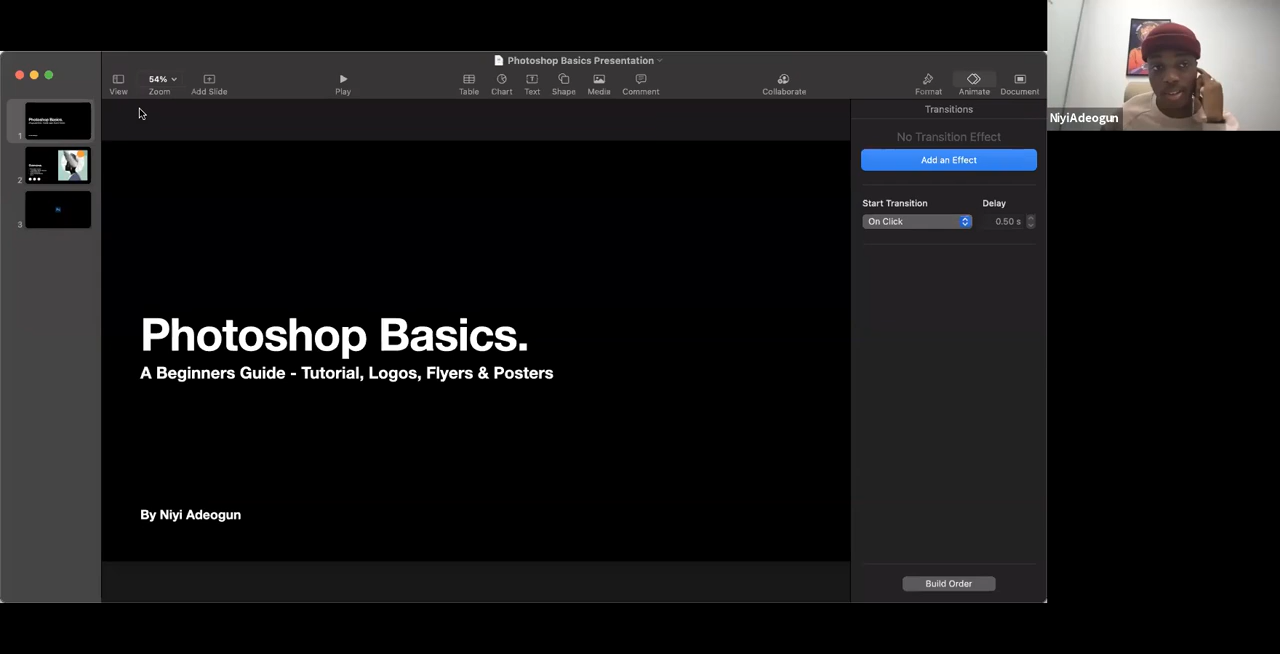 Photoshop Basics Presentation
54%
View
Zoom
Add Slide
Play
Table
Chart
Text
Shape
Media
Comment
Collaborate
Format
Animate
Document
NiyiAdeogun
Transitions
No Transition Effect
Add an Effect
Start Transition
Delay
On Click
0.50 s
Build Order
1
Photoshop Basics.
2
3
Photoshop Basics.
A Beginners Guide - Tutorial, Logos, Flyers & Posters
By Niyi Adeogun